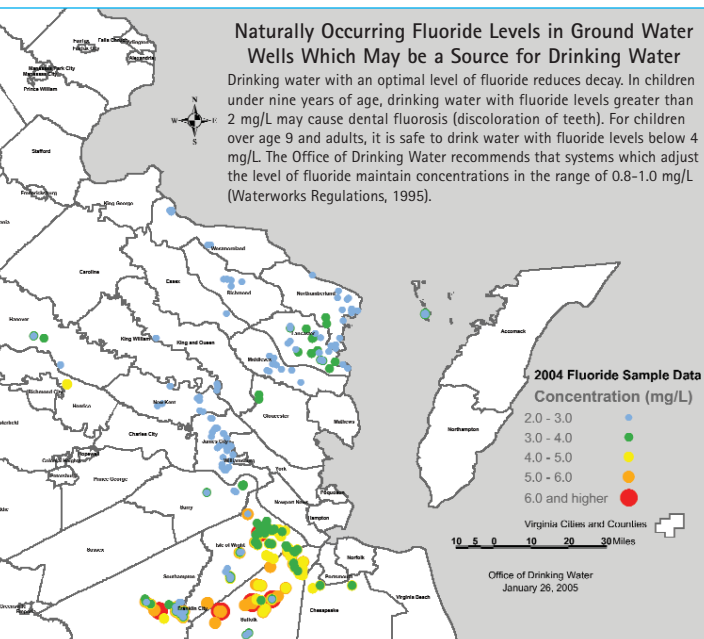 Naturally Occurring Fluoride Levels in Ground Water
Wells Which May be a Source for Drinking Water
Drinking water with an optimal level of fluoride reduces decay. In children
under nine years of age, drinking water with fluoride levels greater than
2 mg/L may cause dental fluorosis (discoloration of teeth). For children
over age 9 and adults, it is safe to drink water with fluoride levels below 4
mg/L. The Office of Drinking Water recommends that systems which adjust
the level of fluoride maintain concentrations in the range of 0.8-1.0 mg/L
(Waterworks Regulations, 1995).
N
W E
S
Prince William
Stafford
King George
Westmoreland
Caroline
Essex
Richmond
Northumberland
Hanover
Lancaster
King William
King and Queen
Middlesex
Accomack
Henrico
New Kent
Gloucester
Mathews
Northampton
Charles City
James City
York
Prince George
Surry
Newport News
Poquoson
Hampton
Sussex
Isle of Wight
Norfolk
Southampton
Portsmouth
Franklin City
Suffolk
Chesapeake
Virginia Beach
2004 Fluoride Sample Data
Concentration (mg/L)
2.0 - 3.0
3.0 - 4.0
4.0 - 5.0
5.0 - 6.0
6.0 and higher
Virginia Cities and Counties
10 5 0 10 20 30 Miles
Office of Drinking Water
January 26, 2005